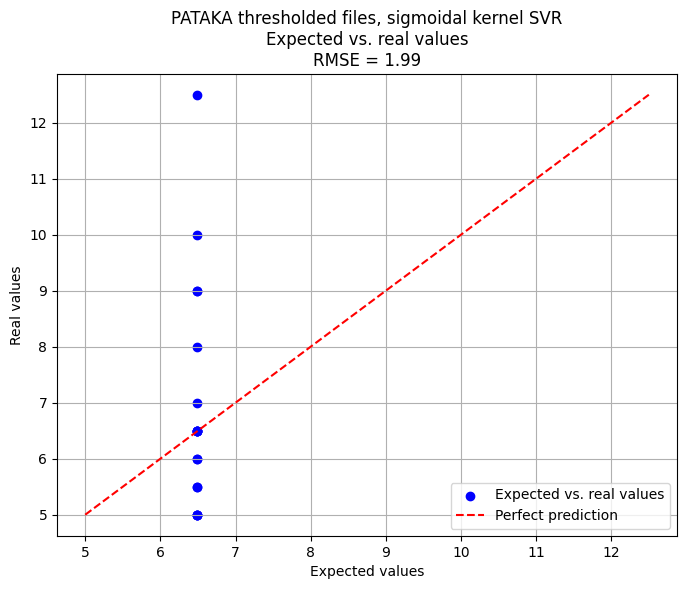 PATAKA thresholded files, sigmoidal kernel SVR
Expected vs. real values
RMSE = 1.99
Real values
12
11
10
9
8
7
6
5
5
6
7
8
9
10
11
12
Expected values
Expected vs. real values
Perfect prediction